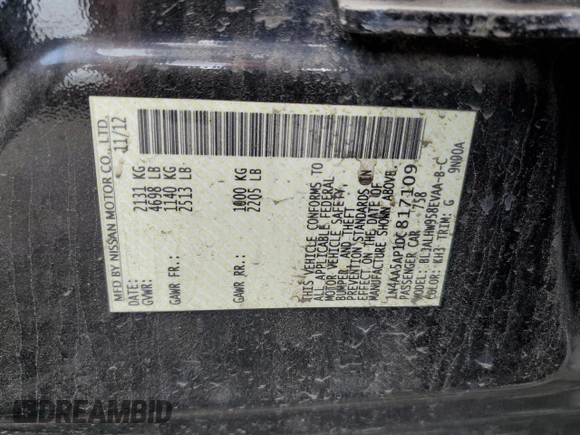 MFD BY NISSAN MOTOR CO., LTD.
DATE: 11/12
GVWR: 2131 KG
4698 LB
GAWR FR: 1140 KG
2513 LB
GAWR RR: 1000 KG
2205 LB
THIS VEHICLE CONFORMS TO
ALL APPLICABLE FEDERAL
MOTOR VEHICLE SAFETY,
BUMPER, AND THEFT
PREVENTION STANDARDS IN
EFFECT ON THE DATE OF
MANUFACTURE SHOWN ABOVE.
1N4AA5AP1DC817109
PASSENGER CAR 758
MODEL: BL3ALRW95BEVAA-B-C
COLOR: KH3 TRIM: G 9ND0A
DREAMBID